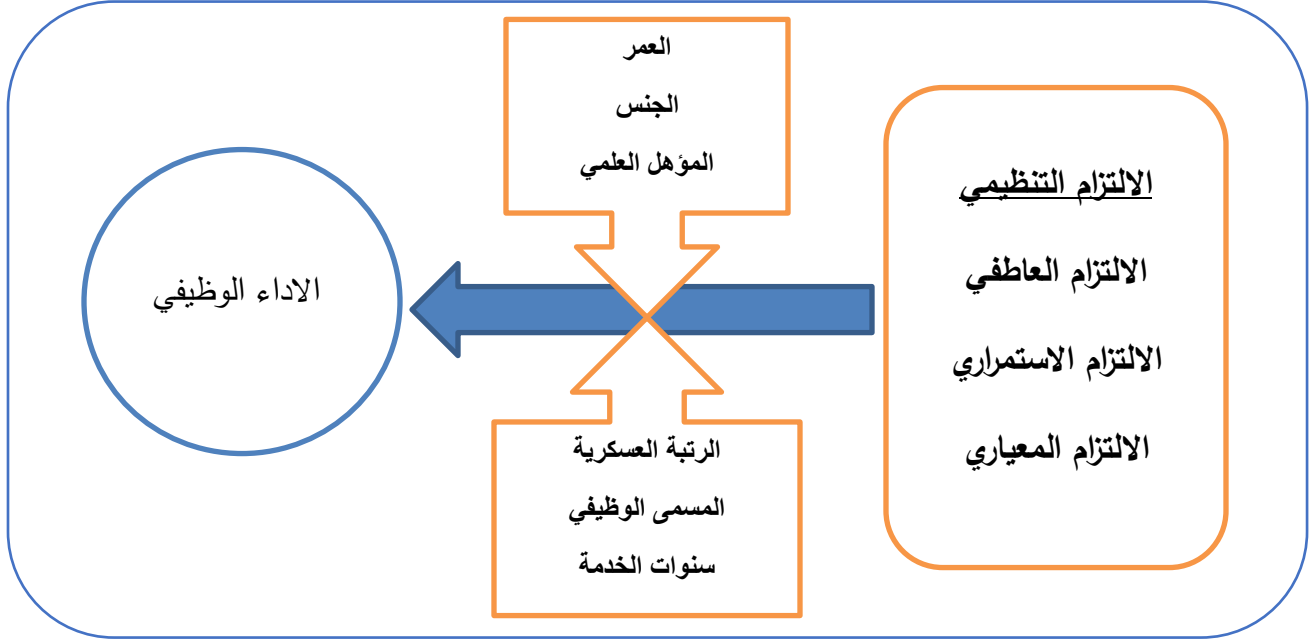 العمر
الجنس
المؤهل العلمي
الالتزام التنظيمي
الالتزام العاطفي
الالتزام الاستمراري
الالتزام المعياري
الاداء الوظيفي
الرتبة العسكرية
المسمى الوظيفي
سنوات الخدمة